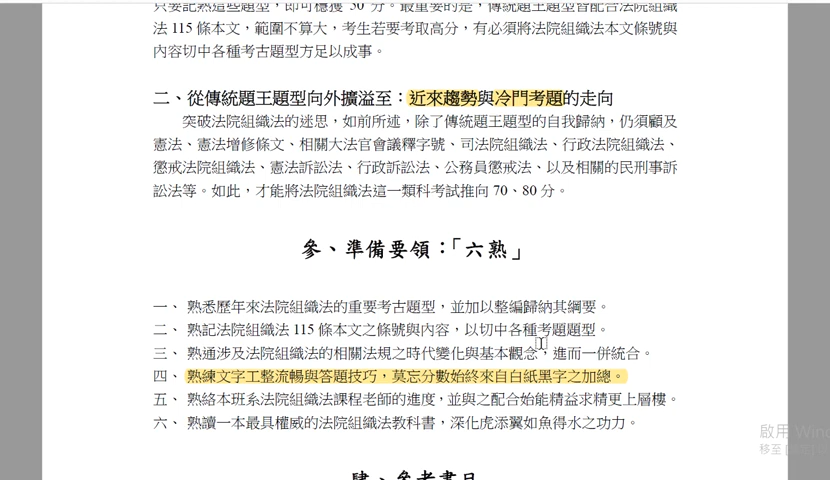 只要記熟這些題型，即可穩獲 50 分。最重要的是，傳統題王題型皆配合法院組織
法 115 條本文，範圍不算大，考生若要考取高分，有必須將法院組織法本文條號與
內容切中各種考古題型方足以成事。
二、從傳統題王題型向外擴溢至：近來趨勢與冷門考題的走向
突破法院組織法的迷思，如前所述，除了傳統題王題型的自我歸納，仍須顧及
憲法、憲法增修條文、相關大法官會議釋字號、司法院組織法、行政法院組織法、
懲戒法院組織法、憲法訴訟法、行政訴訟法、公務員懲戒法、以及相關的民刑事訴
訟法等。如此，才能將法院組織法這一類科考試推向 70、80 分。
參、準備要領：「六熟」
一、 熟悉歷年來法院組織法的重要考古題型，並加以整編歸納其綱要。
二、 熟記法院組織法 115 條本文之條號與內容，以切中各種考題題型。
三、 熟通涉及法院組織法的相關法規之時代變化與基本觀念，進而一併統合。
四、 熟練文字工整流暢與答題技巧，莫忘分數始終來自白紙黑字之加總。
五、 熟絡本班系法院組織法課程老師的進度，並與之配合始能精益求精更上層樓。
六、 熟讀一本最具權威的法院組織法教科書，深化虎添翼如魚得水之功力。
啟用 Wind
移至
肆、參考書目